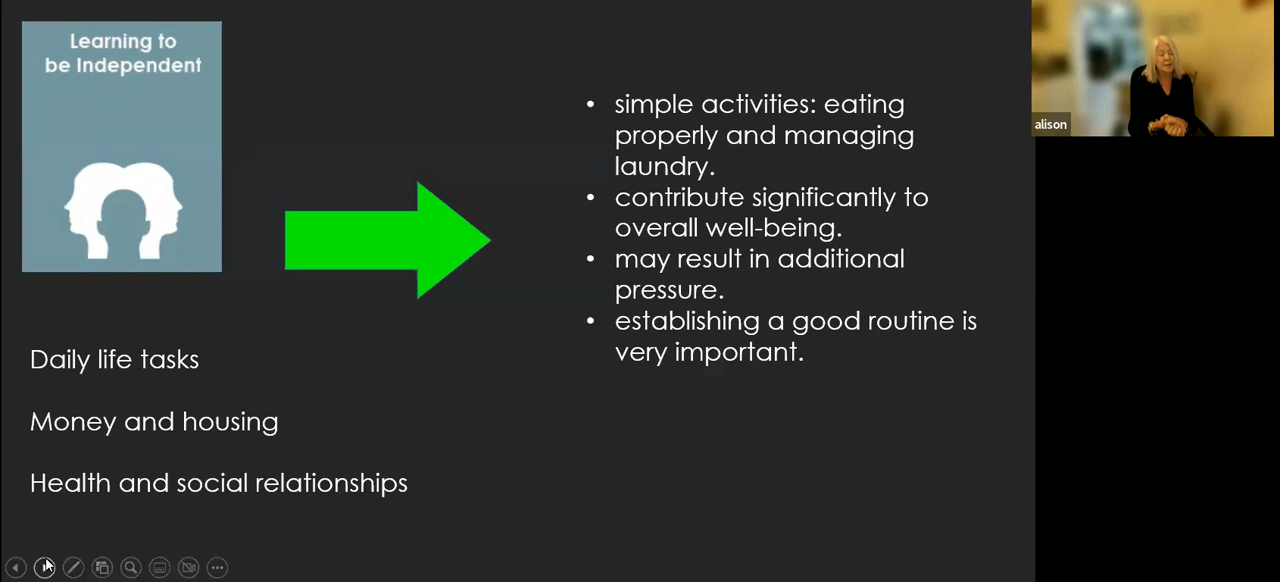 Learning to
be Independent
• simple activities: eating
properly and managing
laundry.
• contribute significantly to
overall well-being.
• may result in additional
pressure.
• establishing a good routine is
very important.
Daily life tasks
Money and housing
Health and social relationships
alison